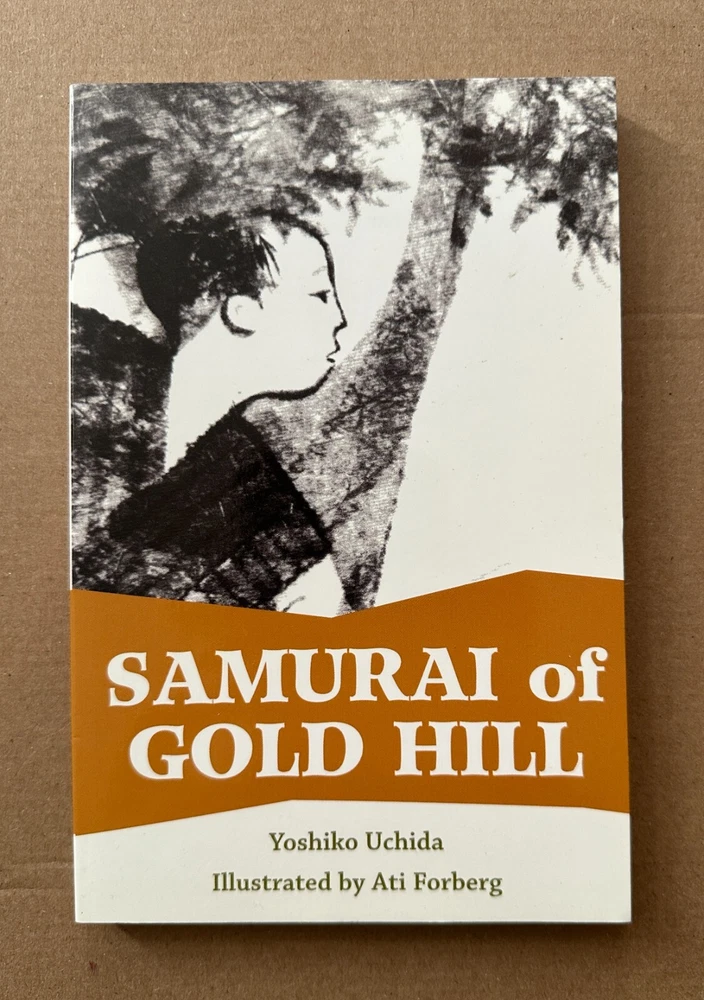 SAMURAI of
GOLD HILL
Yoshiko Uchida
Illustrated by Ati Forberg